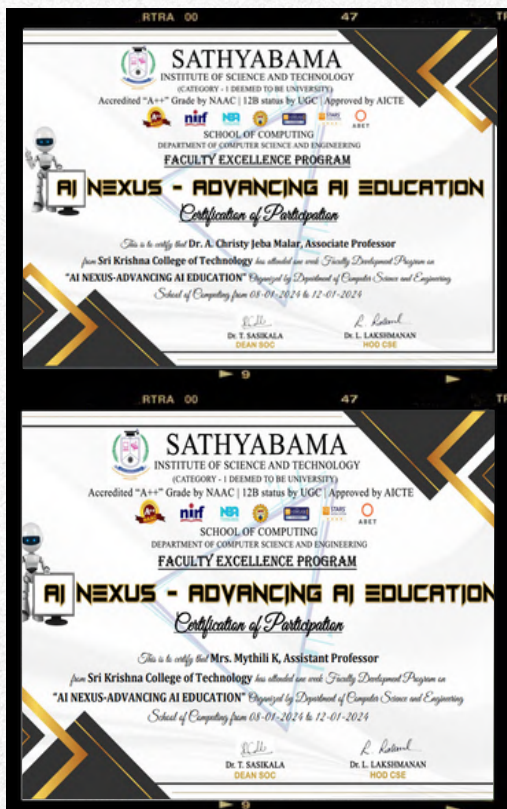 RTRA 00 47 TR
SATHYABAMA
INSTITUTE OF SCIENCE AND TECHNOLOGY
(CATEGORY - 1 DEEMED TO BE UNIVERSITY)
Accredited "A++" Grade by NAAC | 12B status by UGC | Approved by AICTE
A++ nirf NBA STARS ABET
SCHOOL OF COMPUTING
DEPARTMENT OF COMPUTER SCIENCE AND ENGINEERING
FACULTY EXCELLENCE PROGRAM
AI NEXUS - ADVANCING AI EDUCATION
Certification of Participation
This is to certify that Dr. A. Christy Jeba Malar, Associate Professor
from Sri Krishna College of Technology has attended one week Faculty Development Program on
"AI NEXUS-ADVANCING AI EDUCATION" Organized by Department of Computer Science and Engineering
School of Computing from 08-01-2024 to 12-01-2024
Dr. T. SASIKALA Dr. L. LAKSHMANAN
DEAN SOC HOD CSE
9
RTRA 00 47 TR
SATHYABAMA
INSTITUTE OF SCIENCE AND TECHNOLOGY
(CATEGORY - 1 DEEMED TO BE UNIVERSITY)
Accredited "A++" Grade by NAAC | 12B status by UGC | Approved by AICTE
A++ nirf NBA STARS ABET
SCHOOL OF COMPUTING
DEPARTMENT OF COMPUTER SCIENCE AND ENGINEERING
FACULTY EXCELLENCE PROGRAM
AI NEXUS - ADVANCING AI EDUCATION
Certification of Participation
This is to certify that Mrs. Mythili K, Assistant Professor
from Sri Krishna College of Technology has attended one week Faculty Development Program on
"AI NEXUS-ADVANCING AI EDUCATION" Organized by Department of Computer Science and Engineering
School of Computing from 08-01-2024 to 12-01-2024
Dr. T. SASIKALA Dr. L. LAKSHMANAN
DEAN SOC HOD CSE
9